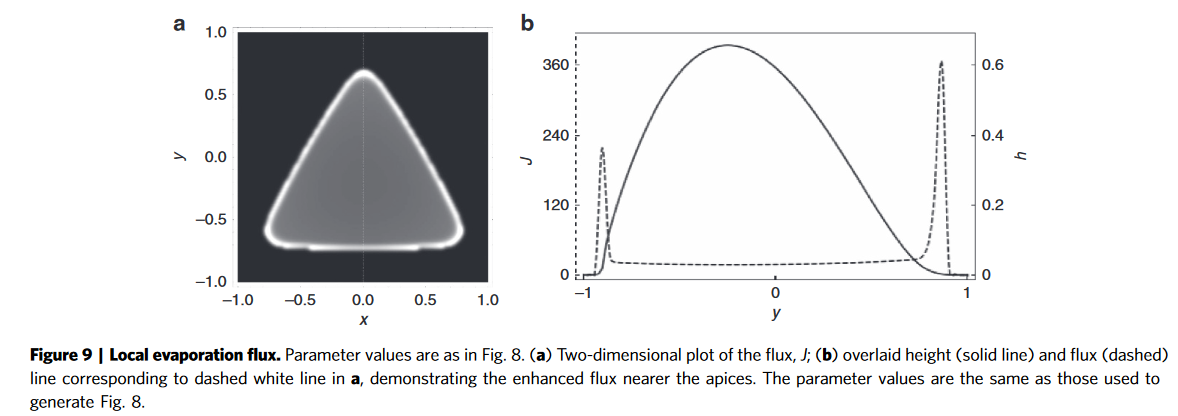 a
1.0
0.5
0.0
−0.5
−1.0
y
−1.0
−0.5
0.0
0.5
1.0
x
b
360
240
120
0
J
0.6
0.4
0.2
0
h
−1
0
1
y
Figure 9 | Local evaporation flux. Parameter values are as in Fig. 8. (a) Two-dimensional plot of the flux, J; (b) overlaid height (solid line) and flux (dashed)
line corresponding to dashed white line in a, demonstrating the enhanced flux nearer the apices. The parameter values are the same as those used to
generate Fig. 8.